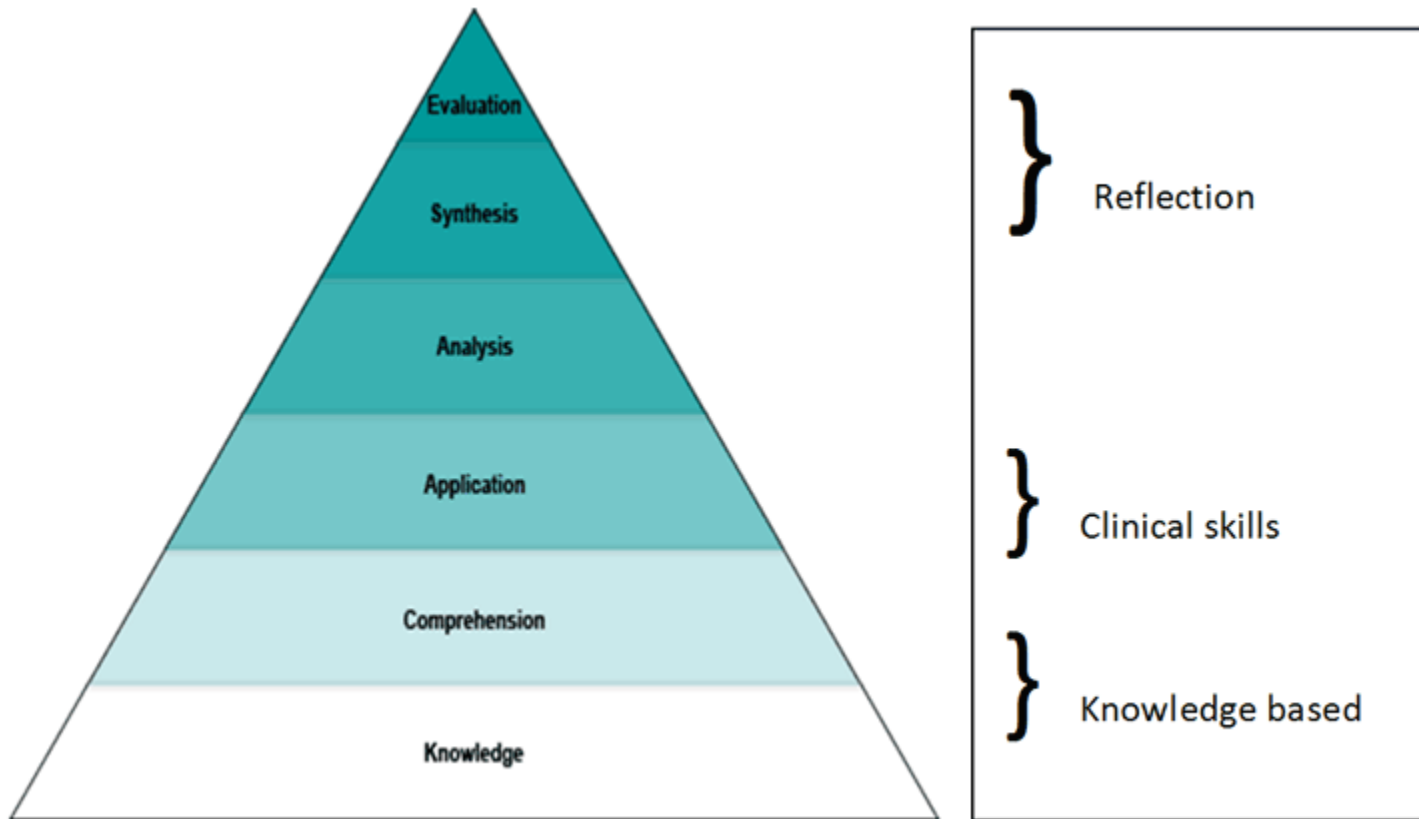 Evaluation
Synthesis
Analysis
Application
Comprehension
Knowledge
} Reflection
} Clinical skills
} Knowledge based